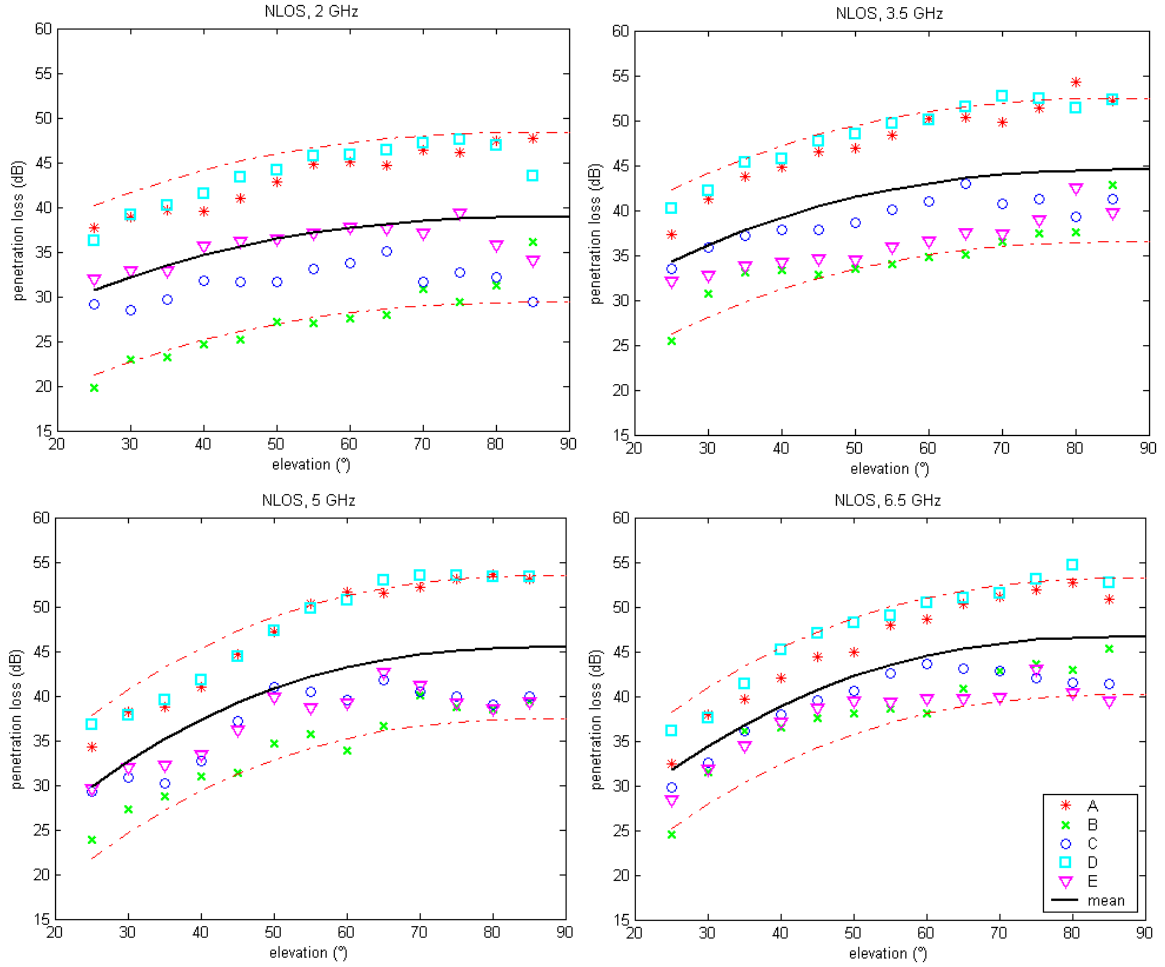 NLOS, 2 GHz
60
55
50
45
40
35
30
25
20
15
penetration loss (dB)
20 30 40 50 60 70 80 90
elevation (°)
NLOS, 3.5 GHz
60
55
50
45
40
35
30
25
20
15
penetration loss (dB)
20 30 40 50 60 70 80 90
elevation (°)
NLOS, 5 GHz
60
55
50
45
40
35
30
25
20
15
penetration loss (dB)
20 30 40 50 60 70 80 90
elevation (°)
NLOS, 6.5 GHz
60
55
50
45
40
35
30
25
20
15
penetration loss (dB)
20 30 40 50 60 70 80 90
elevation (°)
A
B
C
D
E
mean